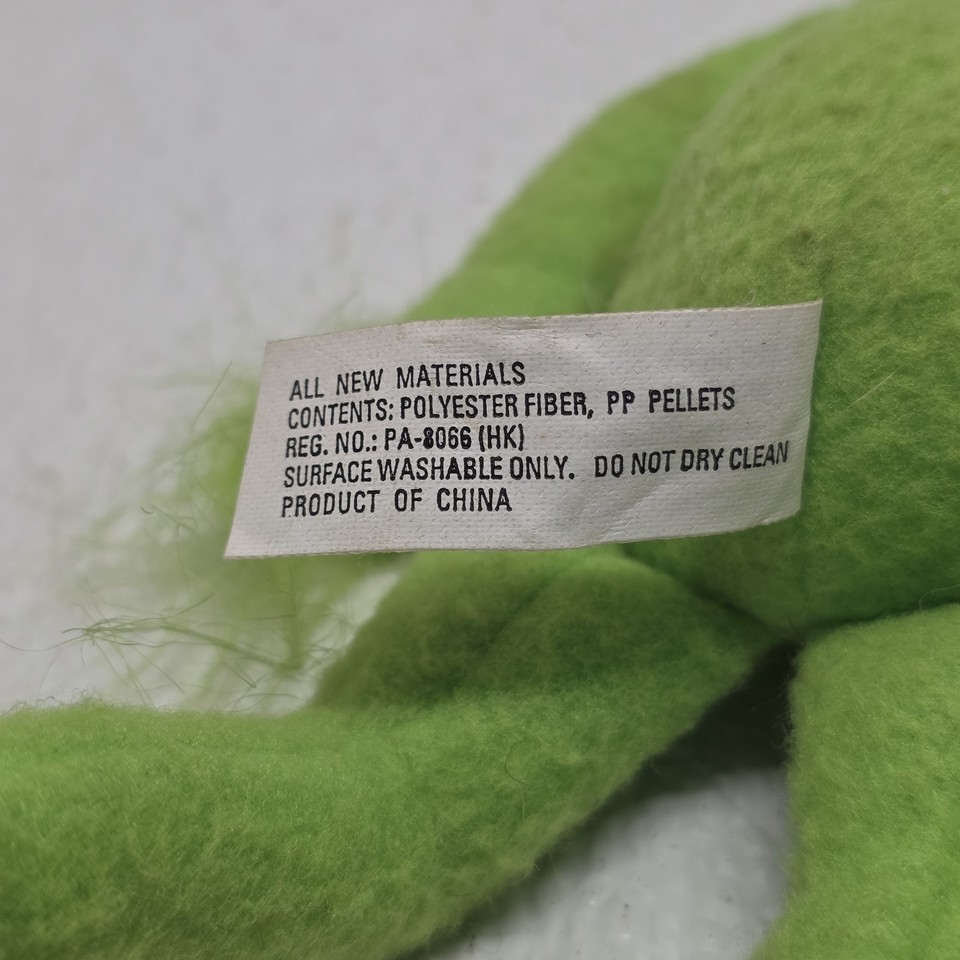 ALL NEW MATERIALS
CONTENTS: POLYESTER FIBER, PP PELLETS
REG. NO.: PA-8066 (HK)
SURFACE WASHABLE ONLY. DO NOT DRY CLEAN
PRODUCT OF CHINA